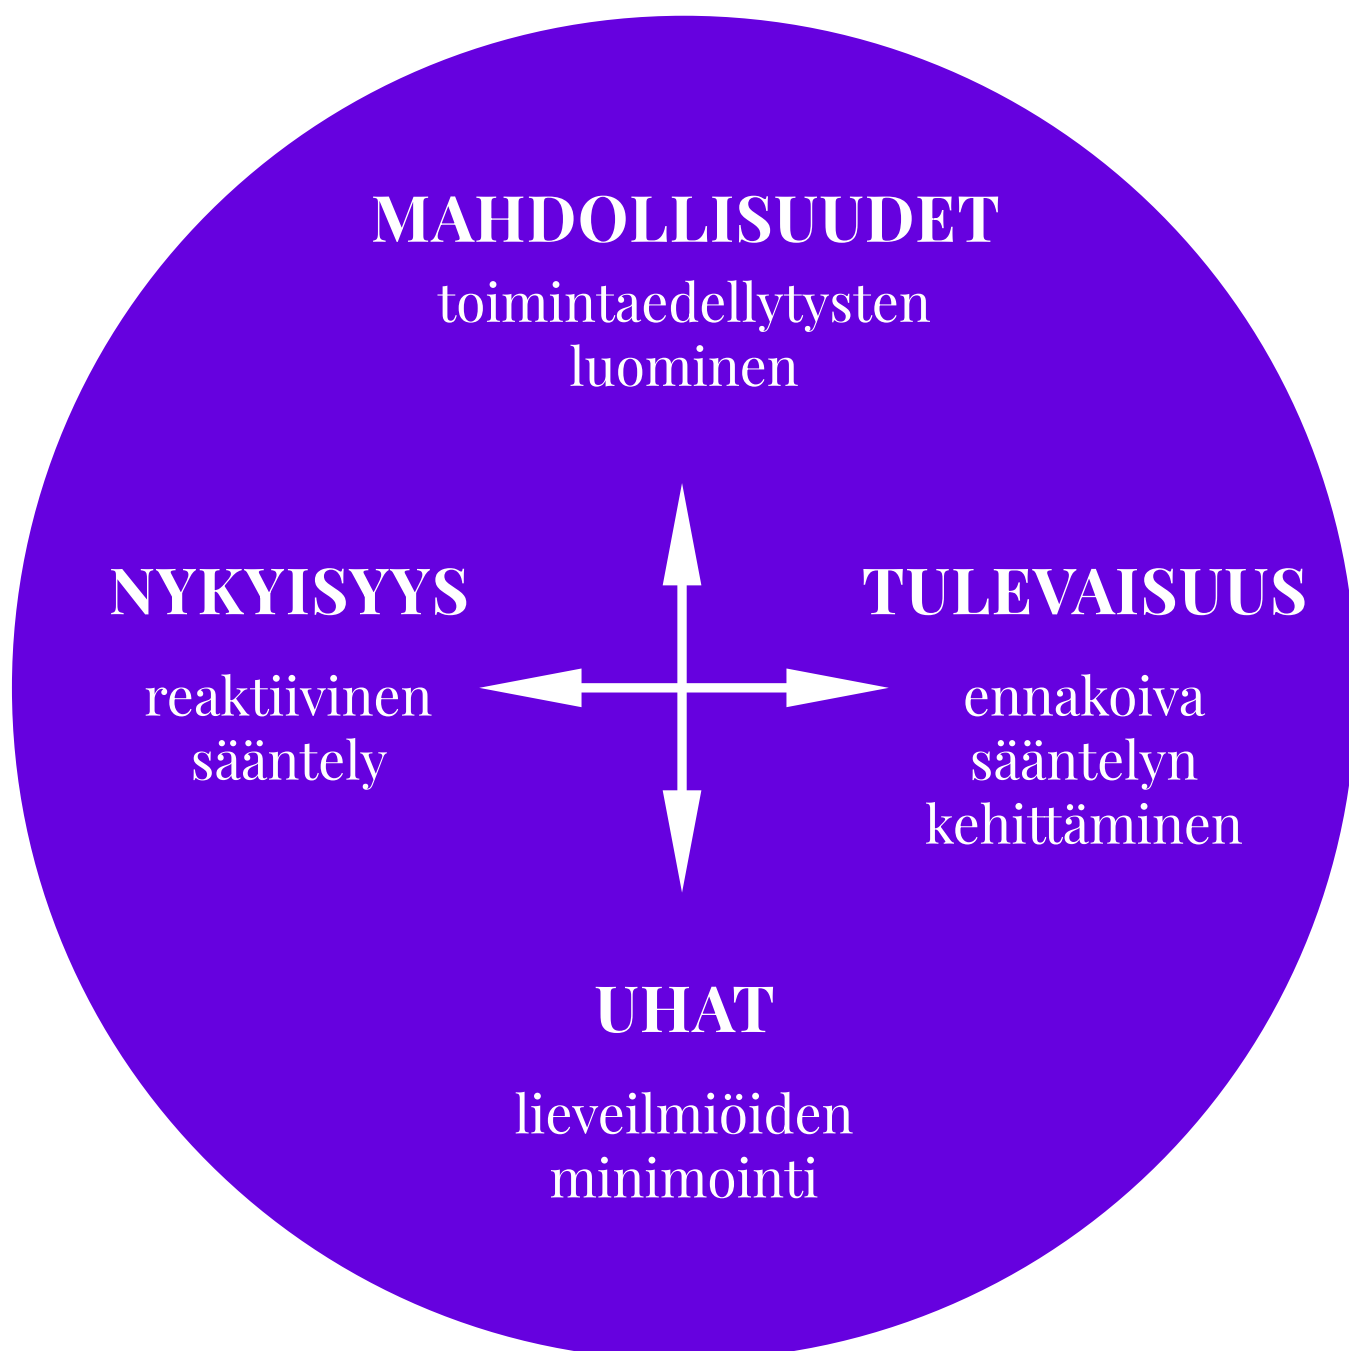 MAHDOLLISUUDET
toimintaedellytysten
luominen
NYKYISYYS
reaktiivinen
sääntely
TULEVAISUUS
ennakoiva
sääntelyn
kehittäminen
UHAT
lieveilmiöiden
minimointi